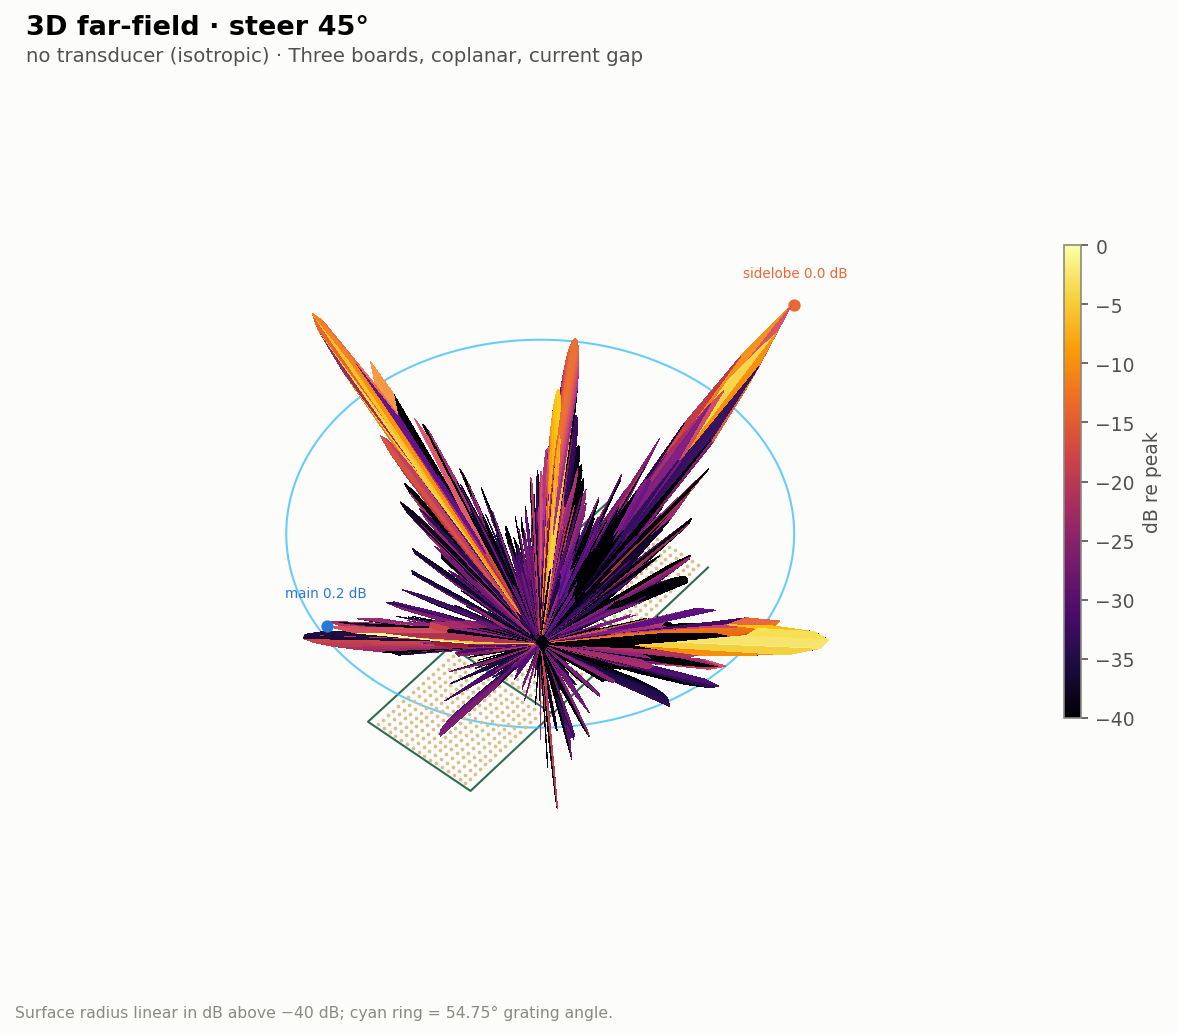 3D far-field · steer 45°
no transducer (isotropic) · Three boards, coplanar, current gap
sidelobe 0.0 dB
main 0.2 dB
0
−5
−10
−15
−20
−25
−30
−35
−40
dB re peak
Surface radius linear in dB above −40 dB; cyan ring = 54.75° grating angle.